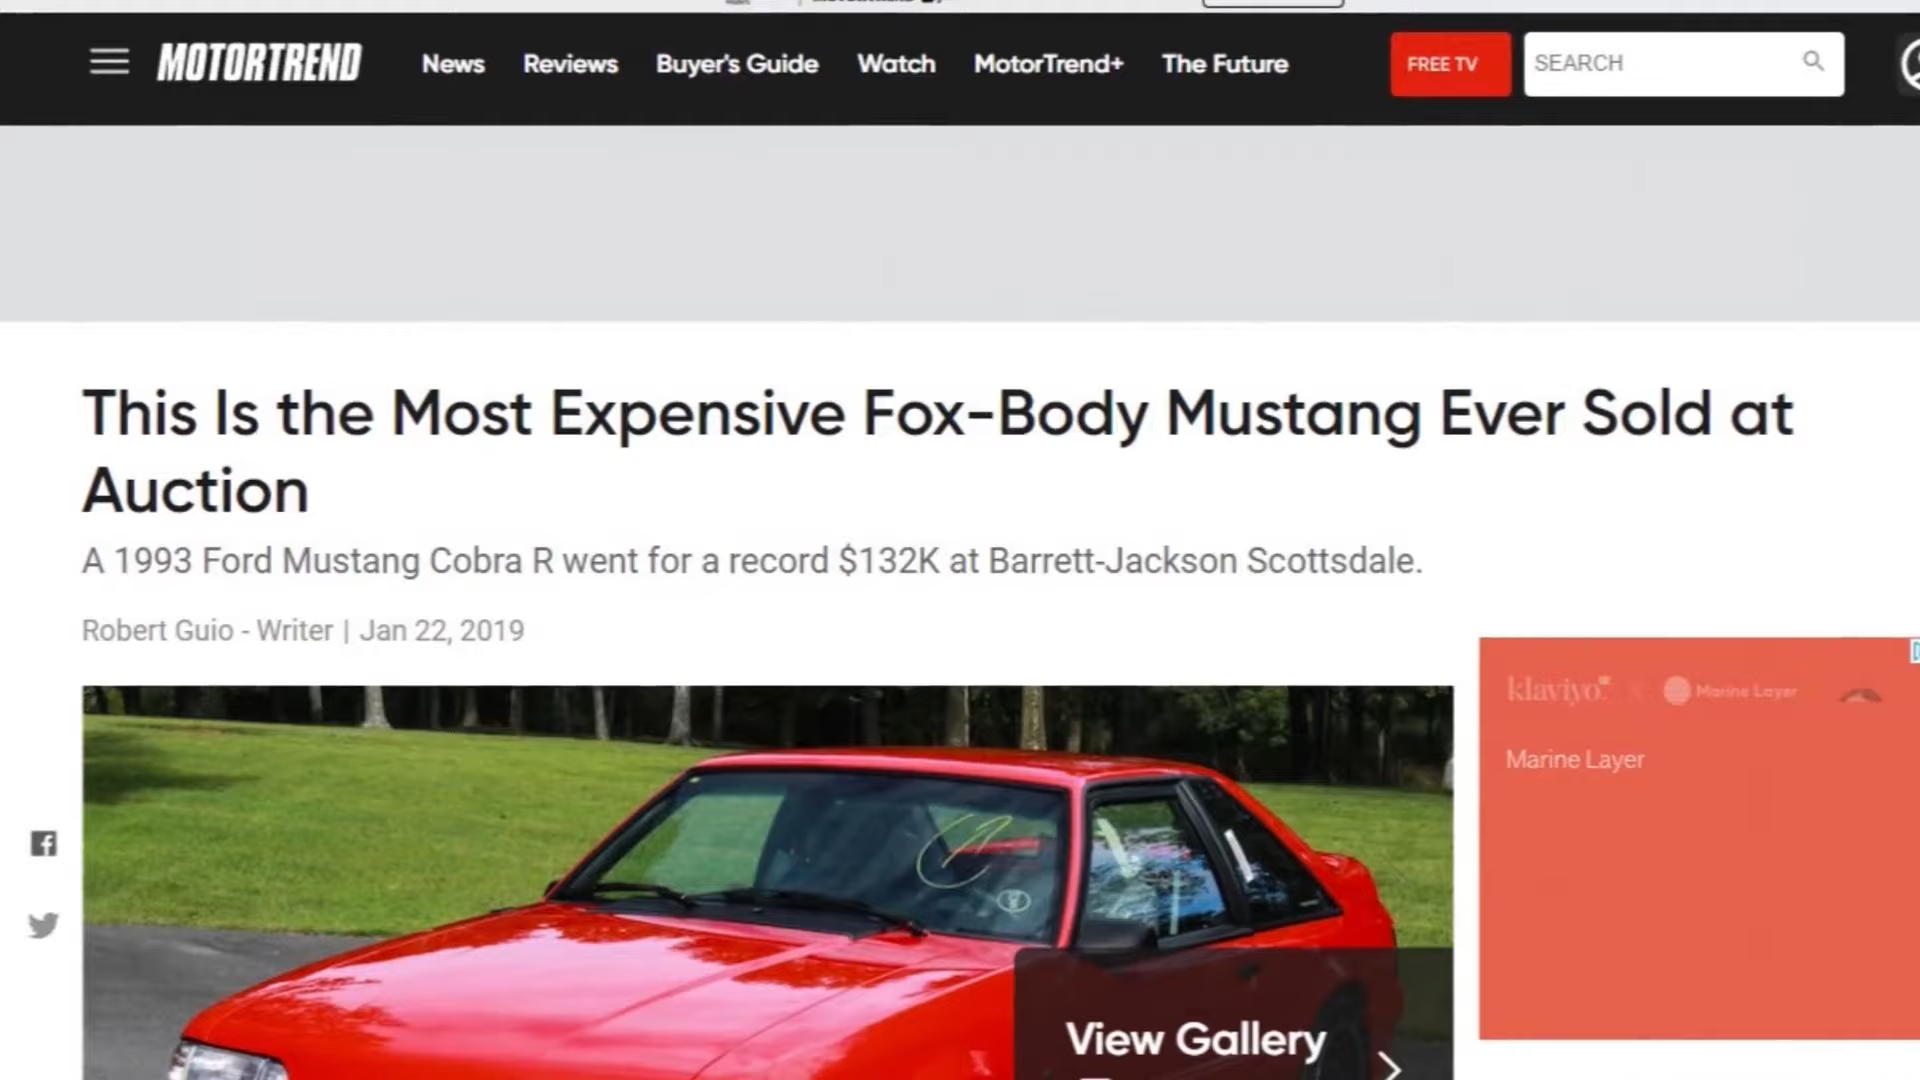 MOTORTREND News Reviews Buyer's Guide Watch MotorTrend+ The Future FREE TV SEARCH
This Is the Most Expensive Fox-Body Mustang Ever Sold at
Auction
A 1993 Ford Mustang Cobra R went for a record $132K at Barrett-Jackson Scottsdale.
Robert Guio - Writer | Jan 22, 2019
klaviyo Marine Layer
Marine Layer
View Gallery